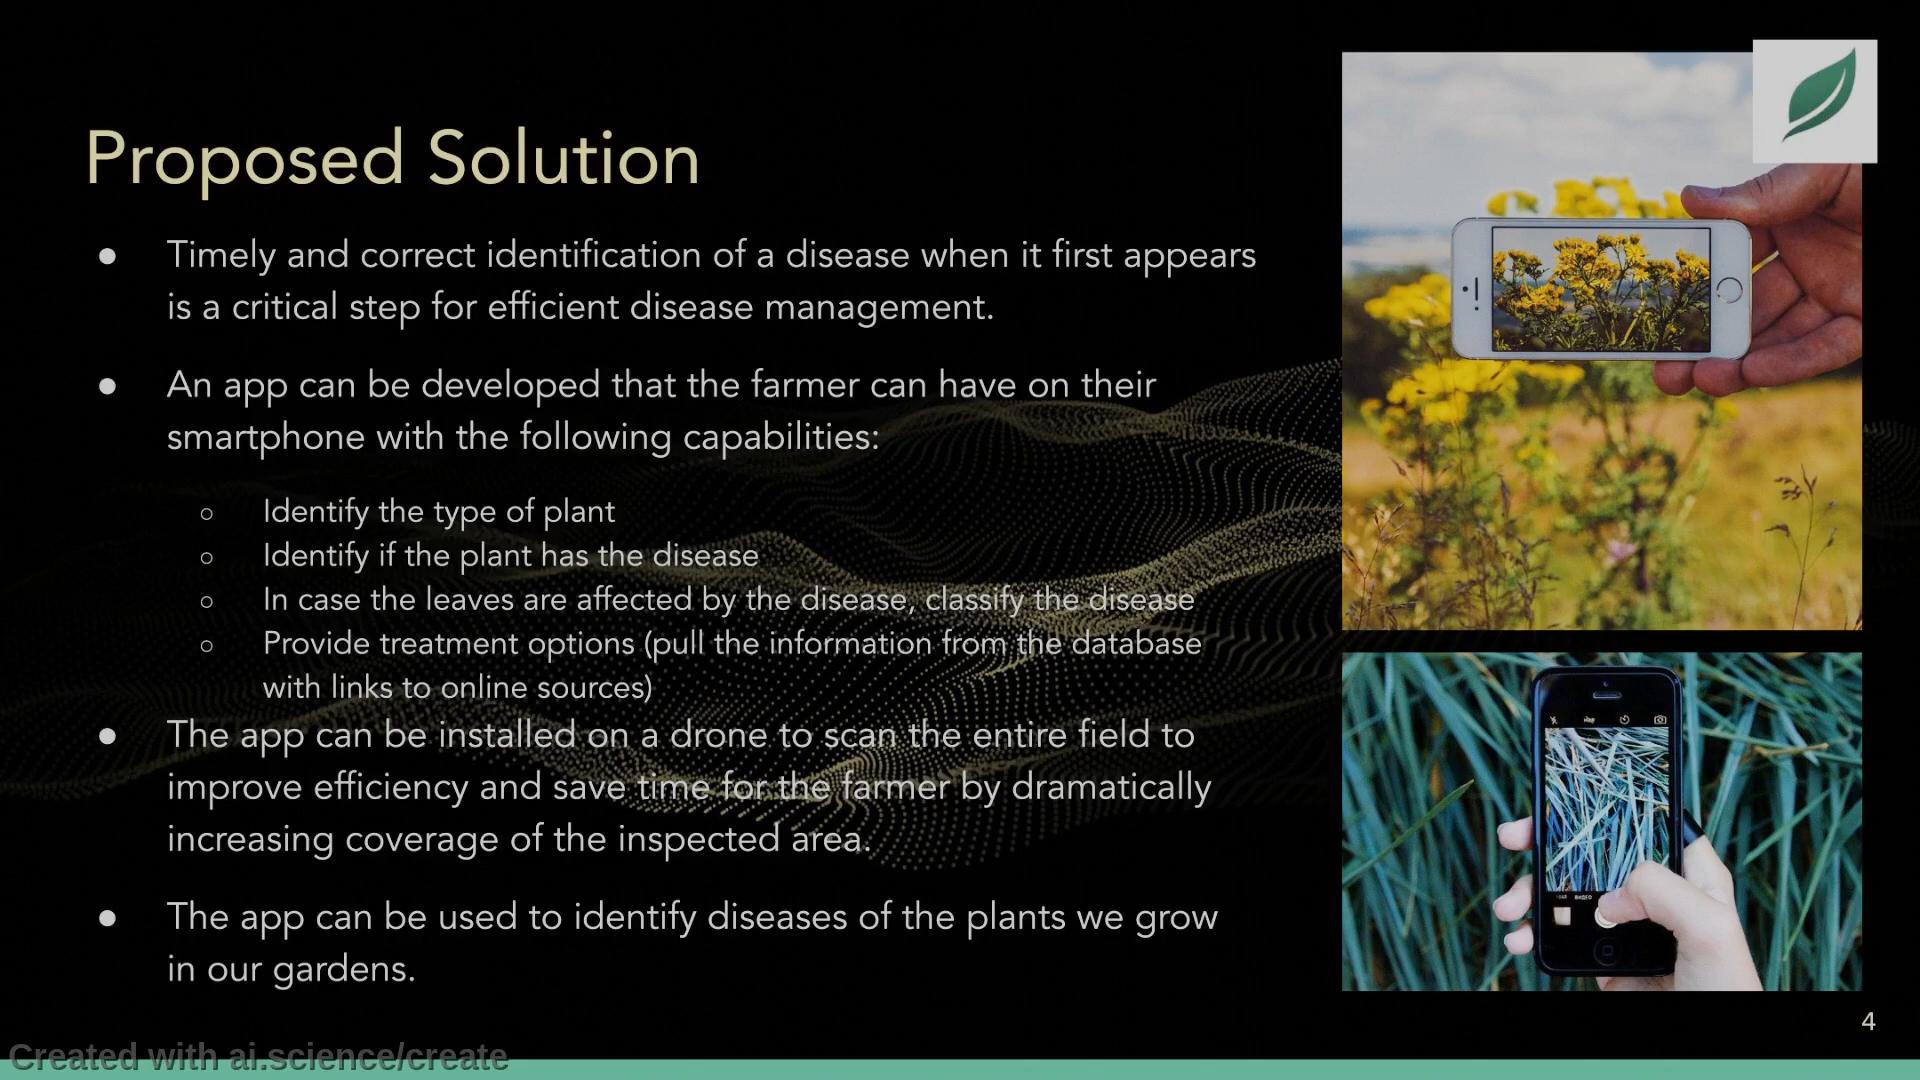 Proposed Solution
● Timely and correct identification of a disease when it first appears
is a critical step for efficient disease management.
● An app can be developed that the farmer can have on their
smartphone with the following capabilities:
○ Identify the type of plant
○ Identify if the plant has the disease
○ In case the leaves are affected by the disease, classify the disease
○ Provide treatment options (pull the information from the database
with links to online sources)
● The app can be installed on a drone to scan the entire field to
improve efficiency and save time for the farmer by dramatically
increasing coverage of the inspected area.
● The app can be used to identify diseases of the plants we grow
in our gardens.
ВИДЕО
4
Created with ai.science/create